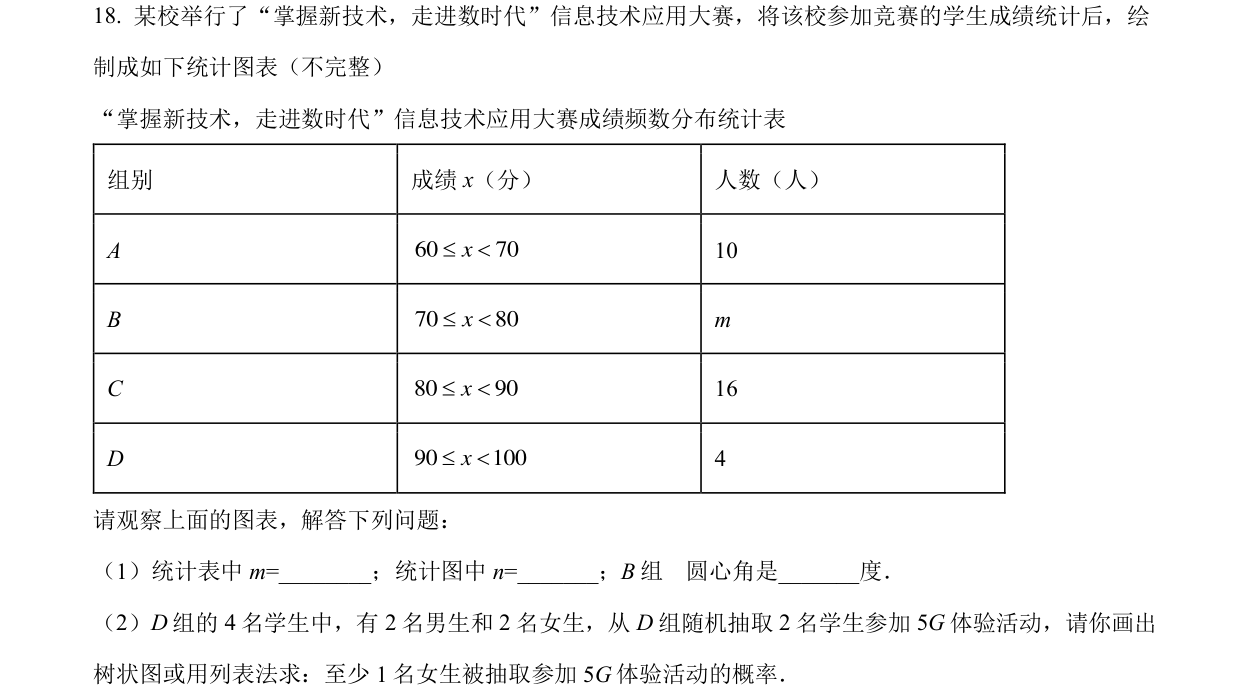 18. 某校举行了“掌握新技术，走进数时代”信息技术应用大赛，将该校参加竞赛的学生成绩统计后，绘
制成如下统计图表（不完整）
“掌握新技术，走进数时代”信息技术应用大赛成绩频数分布统计表
组别 成绩 x（分） 人数（人）
A 60≤x<70 10
B 70≤x<80 m
C 80≤x<90 16
D 90≤x<100 4
请观察上面的图表，解答下列问题：
（1）统计表中 m=________；统计图中 n=_______；B 组 圆心角是_______度．
（2）D 组的 4 名学生中，有 2 名男生和 2 名女生，从 D 组随机抽取 2 名学生参加 5G 体验活动，请你画出
树状图或用列表法求：至少 1 名女生被抽取参加 5G 体验活动的概率．